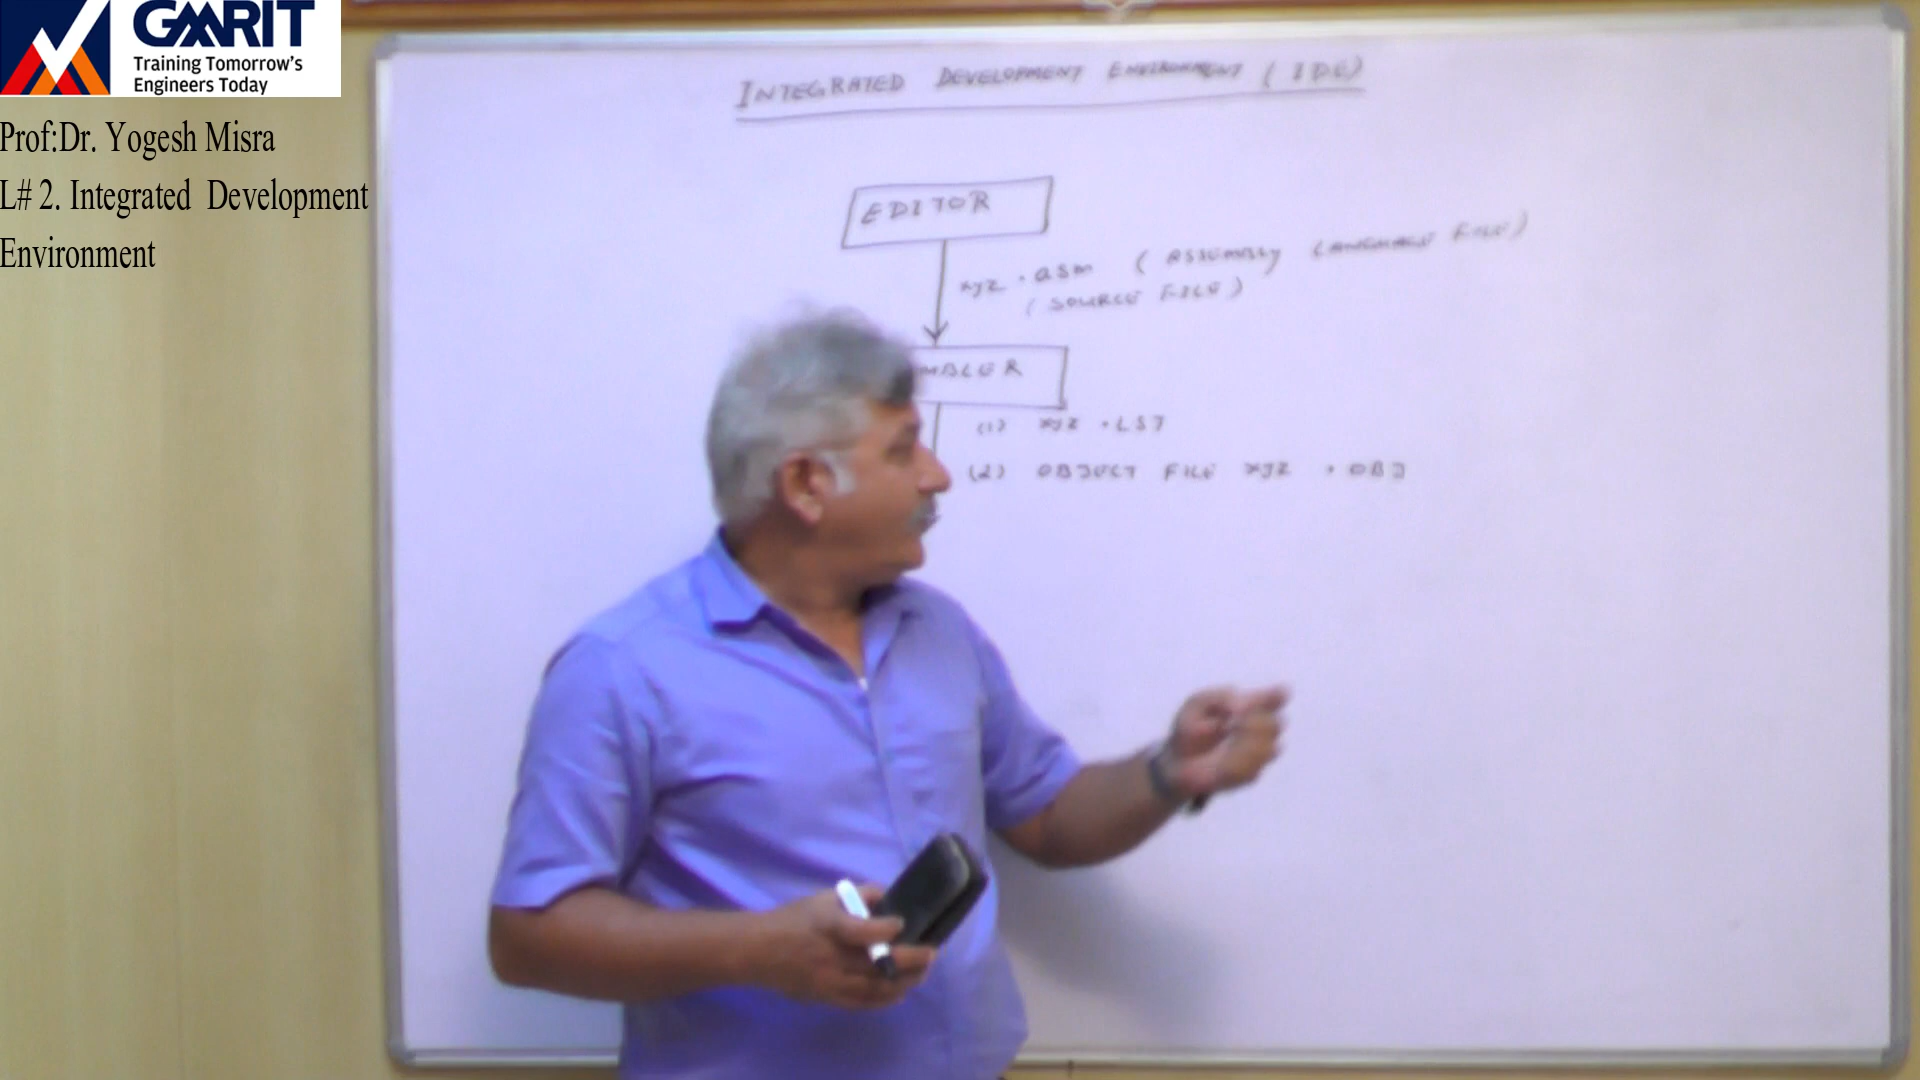 GMRIT
Training Tomorrow's
Engineers Today
Prof:Dr. Yogesh Misra
L# 2. Integrated Development
Environment
INTEGRATED DEVELOPMENT ENVIRONMENT (IDE)
EDITOR
xyz .asm (ASSEMBLY LANGUAGE FILE)
(SOURCE FILE)
MBLER
(1) xyz .LST
(2) OBJECT FILE xyz .OBJ